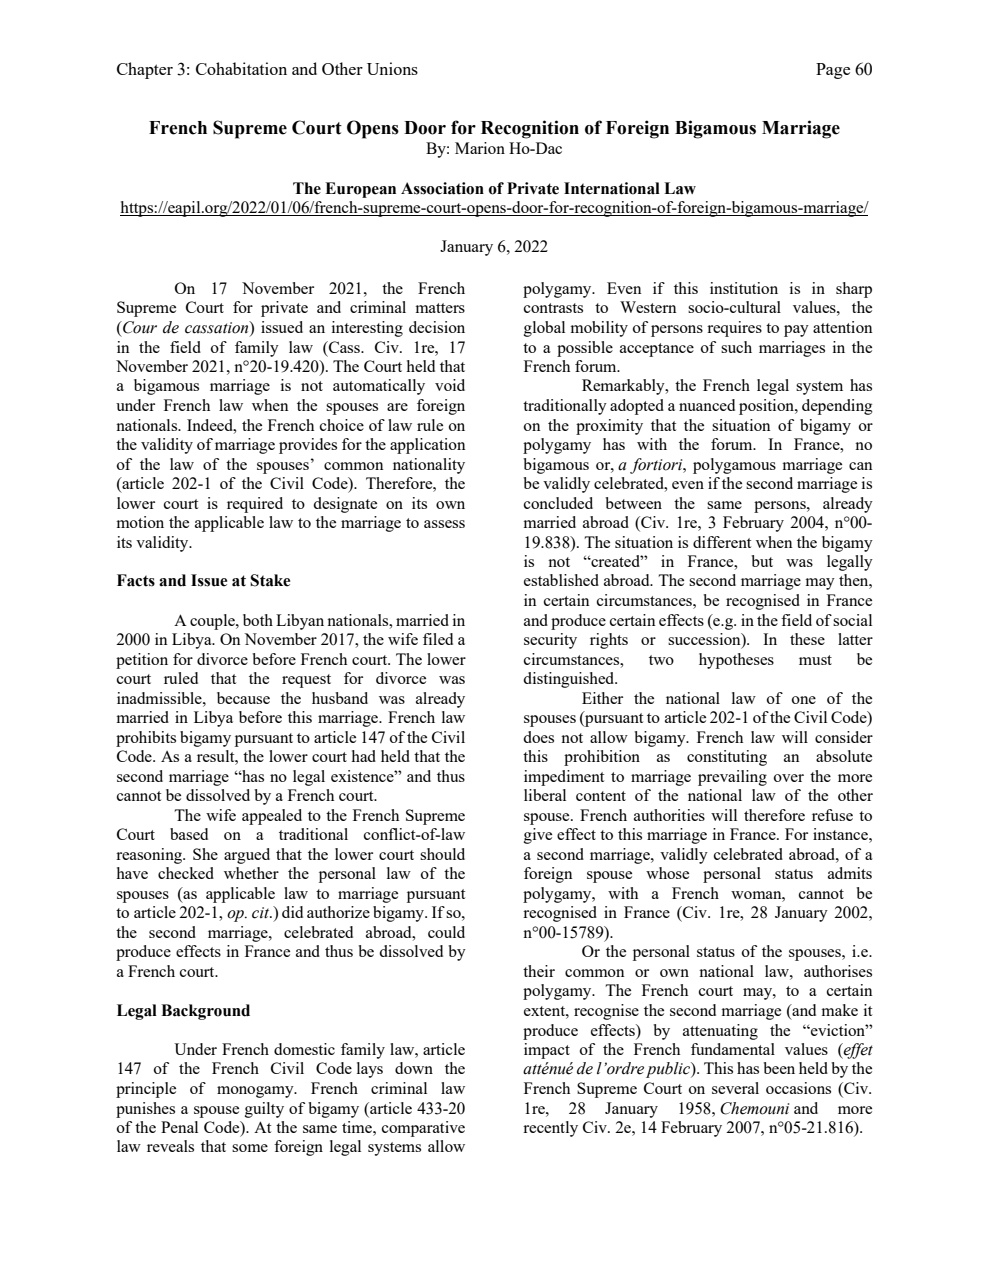 Chapter 3: Cohabitation and Other Unions Page 60
French Supreme Court Opens Door for Recognition of Foreign Bigamous Marriage
By: Marion Ho-Dac
The European Association of Private International Law
https://eapil.org/2022/01/06/french-supreme-court-opens-door-for-recognition-of-foreign-bigamous-marriage/
January 6, 2022
On 17 November 2021, the French
Supreme Court for private and criminal matters
(Cour de cassation) issued an interesting decision
in the field of family law (Cass. Civ. 1re, 17
November 2021, n°20-19.420). The Court held that
a bigamous marriage is not automatically void
under French law when the spouses are foreign
nationals. Indeed, the French choice of law rule on
the validity of marriage provides for the application
of the law of the spouses’ common nationality
(article 202-1 of the Civil Code). Therefore, the
lower court is required to designate on its own
motion the applicable law to the marriage to assess
its validity.
Facts and Issue at Stake
A couple, both Libyan nationals, married in
2000 in Libya. On November 2017, the wife filed a
petition for divorce before French court. The lower
court ruled that the request for divorce was
inadmissible, because the husband was already
married in Libya before this marriage. French law
prohibits bigamy pursuant to article 147 of the Civil
Code. As a result, the lower court had held that the
second marriage “has no legal existence” and thus
cannot be dissolved by a French court.
The wife appealed to the French Supreme
Court based on a traditional conflict-of-law
reasoning. She argued that the lower court should
have checked whether the personal law of the
spouses (as applicable law to marriage pursuant
to article 202-1, op. cit.) did authorize bigamy. If so,
the second marriage, celebrated abroad, could
produce effects in France and thus be dissolved by
a French court.
Legal Background
Under French domestic family law, article
147 of the French Civil Code lays down the
principle of monogamy. French criminal law
punishes a spouse guilty of bigamy (article 433-20
of the Penal Code). At the same time, comparative
law reveals that some foreign legal systems allow
polygamy. Even if this institution is in sharp
contrasts to Western socio-cultural values, the
global mobility of persons requires to pay attention
to a possible acceptance of such marriages in the
French forum.
Remarkably, the French legal system has
traditionally adopted a nuanced position, depending
on the proximity that the situation of bigamy or
polygamy has with the forum. In France, no
bigamous or, a fortiori, polygamous marriage can
be validly celebrated, even if the second marriage is
concluded between the same persons, already
married abroad (Civ. 1re, 3 February 2004, n°00-
19.838). The situation is different when the bigamy
is not “created” in France, but was legally
established abroad. The second marriage may then,
in certain circumstances, be recognised in France
and produce certain effects (e.g. in the field of social
security rights or succession). In these latter
circumstances, two hypotheses must be
distinguished.
Either the national law of one of the
spouses (pursuant to article 202-1 of the Civil Code)
does not allow bigamy. French law will consider
this prohibition as constituting an absolute
impediment to marriage prevailing over the more
liberal content of the national law of the other
spouse. French authorities will therefore refuse to
give effect to this marriage in France. For instance,
a second marriage, validly celebrated abroad, of a
foreign spouse whose personal status admits
polygamy, with a French woman, cannot be
recognised in France (Civ. 1re, 28 January 2002,
n°00-15789).
Or the personal status of the spouses, i.e.
their common or own national law, authorises
polygamy. The French court may, to a certain
extent, recognise the second marriage (and make it
produce effects) by attenuating the “eviction”
impact of the French fundamental values (effet
atténué de l’ordre public). This has been held by the
French Supreme Court on several occasions (Civ.
1re, 28 January 1958, Chemouni and more
recently Civ. 2e, 14 February 2007, n°05-21.816).